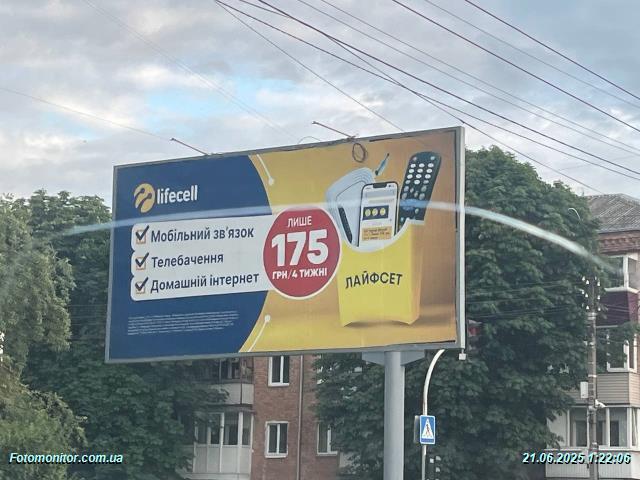 lifecell
Мобільний зв'язок
Телебачення
Домашній інтернет
ЛИШЕ
175
ГРН/4 ТИЖНІ
ЛАЙФСЕТ
Fotomonitor.com.ua
21.06.2025 1:22:06